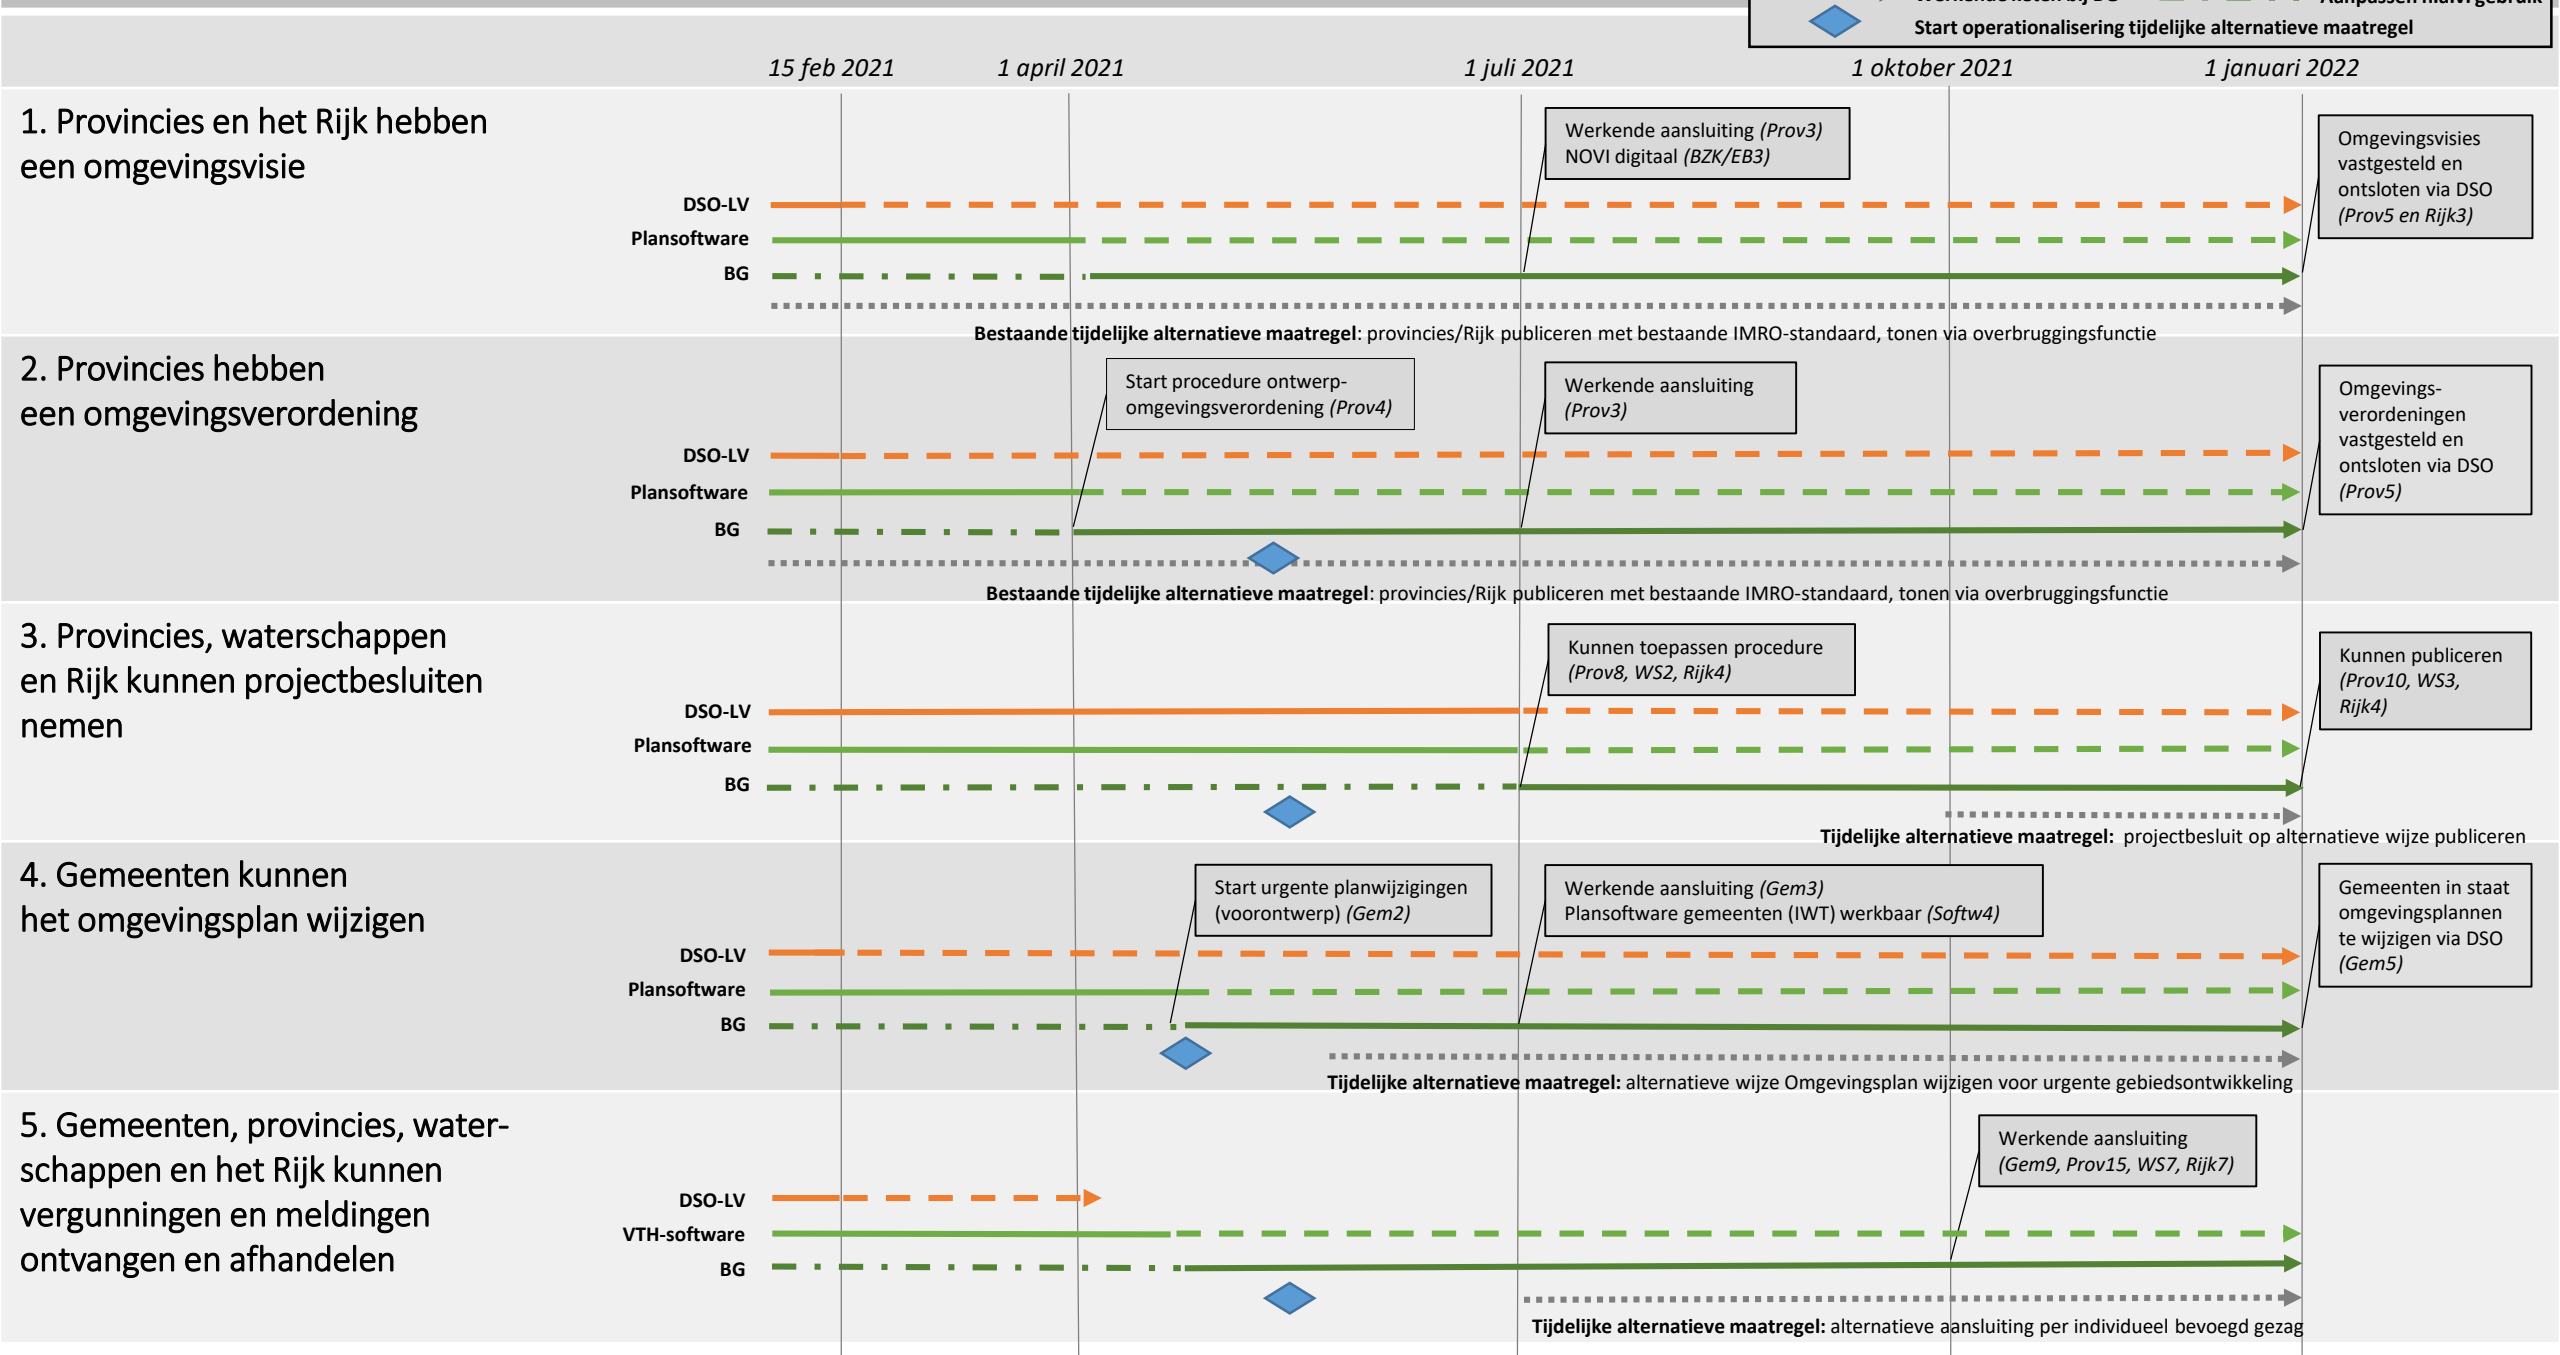 Start operationalisering tijdelijke alternatieve maatregel
15 feb 2021
1 april 2021
1 juli 2021
1 oktober 2021
1 januari 2022
1. Provincies en het Rijk hebben
een omgevingsvisie
Werkende aansluiting (Prov3)
NOVI digitaal (BZK/EB3)
Omgevingsvisies
vastgesteld en
ontsloten via DSO
(Prov5 en Rijk3)
DSO-LV
Plansoftware
BG
Bestaande tijdelijke alternatieve maatregel: provincies/Rijk publiceren met bestaande IMRO-standaard, tonen via overbruggingsfunctie
2. Provincies hebben
een omgevingsverordening
Start procedure ontwerp-
omgevingsverordening (Prov4)
Werkende aansluiting
(Prov3)
Omgevings-
verordeningen
vastgesteld en
ontsloten via DSO
(Prov5)
DSO-LV
Plansoftware
BG
Bestaande tijdelijke alternatieve maatregel: provincies/Rijk publiceren met bestaande IMRO-standaard, tonen via overbruggingsfunctie
3. Provincies, waterschappen
en Rijk kunnen projectbesluiten
nemen
Kunnen toepassen procedure
(Prov8, WS2, Rijk4)
Kunnen publiceren
(Prov10, WS3,
Rijk4)
DSO-LV
Plansoftware
BG
Tijdelijke alternatieve maatregel: projectbesluit op alternatieve wijze publiceren
4. Gemeenten kunnen
het omgevingsplan wijzigen
Start urgente planwijzigingen
(voorontwerp) (Gem2)
Werkende aansluiting (Gem3)
Plansoftware gemeenten (IWT) werkbaar (Softw4)
Gemeenten in staat
omgevingsplannen
te wijzigen via DSO
(Gem5)
DSO-LV
Plansoftware
BG
Tijdelijke alternatieve maatregel: alternatieve wijze Omgevingsplan wijzigen voor urgente gebiedsontwikkeling
5. Gemeenten, provincies, water-
schappen en het Rijk kunnen
vergunningen en meldingen
ontvangen en afhandelen
Werkende aansluiting
(Gem9, Prov15, WS7, Rijk7)
DSO-LV
VTH-software
BG
Tijdelijke alternatieve maatregel: alternatieve aansluiting per individueel bevoegd gezag